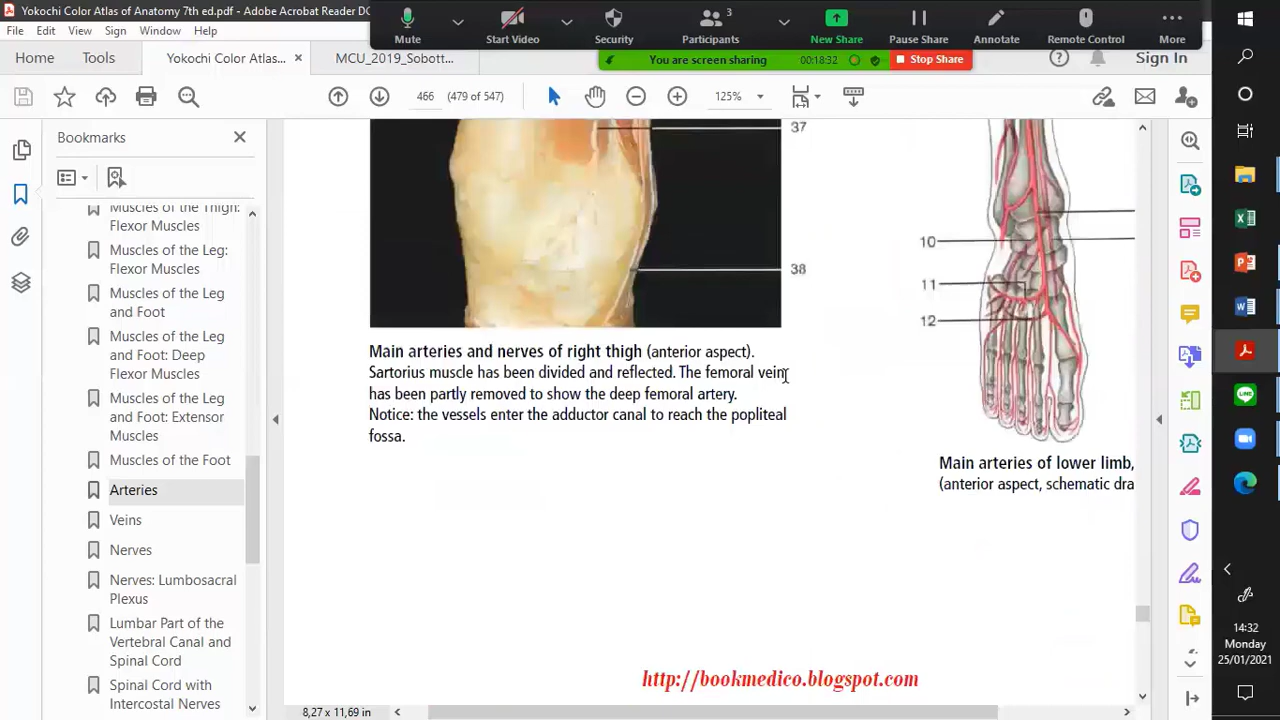 Yokochi Color Atlas of Anatomy 7th ed.pdf - Adobe Acrobat Reader DC
File Edit View Sign Window Help
Mute
Start Video
Security
3
Participants
New Share
Pause Share
Annotate
Remote Control
More
You are screen sharing
00:18:32
Stop Share
Home
Tools
Yokochi Color Atlas...
MCU_2019_Sobott...
Sign In
466 (479 of 547)
125%
Bookmarks
Muscles of the Thigh:
Flexor Muscles
Muscles of the Leg:
Flexor Muscles
Muscles of the Leg
and Foot
Muscles of the Leg
and Foot: Deep
Flexor Muscles
Muscles of the Leg
and Foot: Extensor
Muscles
Muscles of the Foot
Arteries
Veins
Nerves
Nerves: Lumbosacral
Plexus
Lumbar Part of the
Vertebral Canal and
Spinal Cord
Spinal Cord with
Intercostal Nerves
37
38
Main arteries and nerves of right thigh (anterior aspect).
Sartorius muscle has been divided and reflected. The femoral vein
has been partly removed to show the deep femoral artery.
Notice: the vessels enter the adductor canal to reach the popliteal
fossa.
10
11
12
Main arteries of lower limb,
(anterior aspect, schematic dra
http://bookmedico.blogspot.com
8,27 x 11,69 in
14:32
Monday
25/01/2021